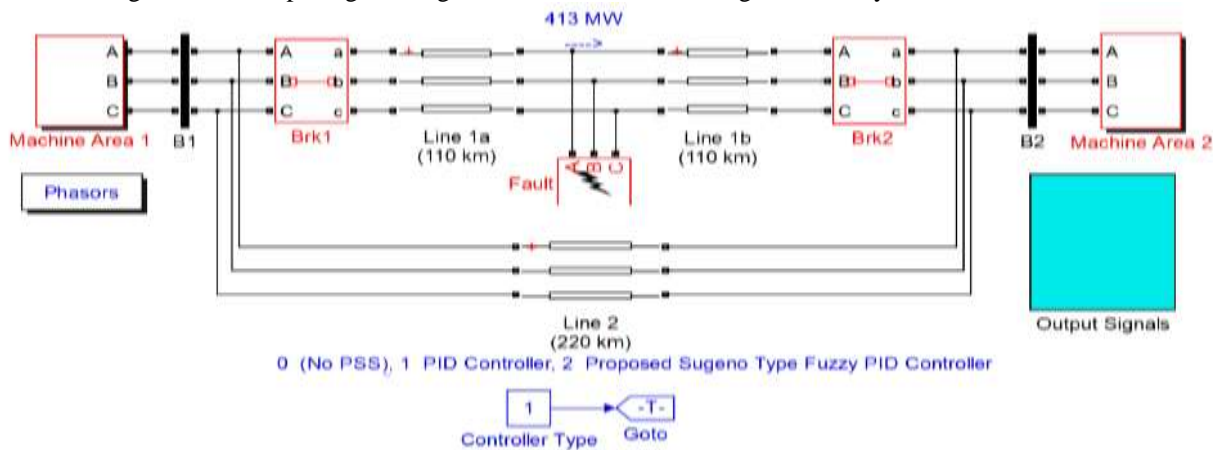 413 MW
A
B
C
Machine Area 1
B1
A
B
C
a
b
c
Brk1
Line 1a
(110 km)
Line 1b
(110 km)
A
B
C
a
b
c
Brk2
B2
A
B
C
Machine Area 2
Phasors
A
B
C
Fault
Output Signals
Line 2
(220 km)
0 (No PSS), 1 PID Controller, 2 Proposed Sugeno Type Fuzzy PID Controller
1
Controller Type
-T-
Goto